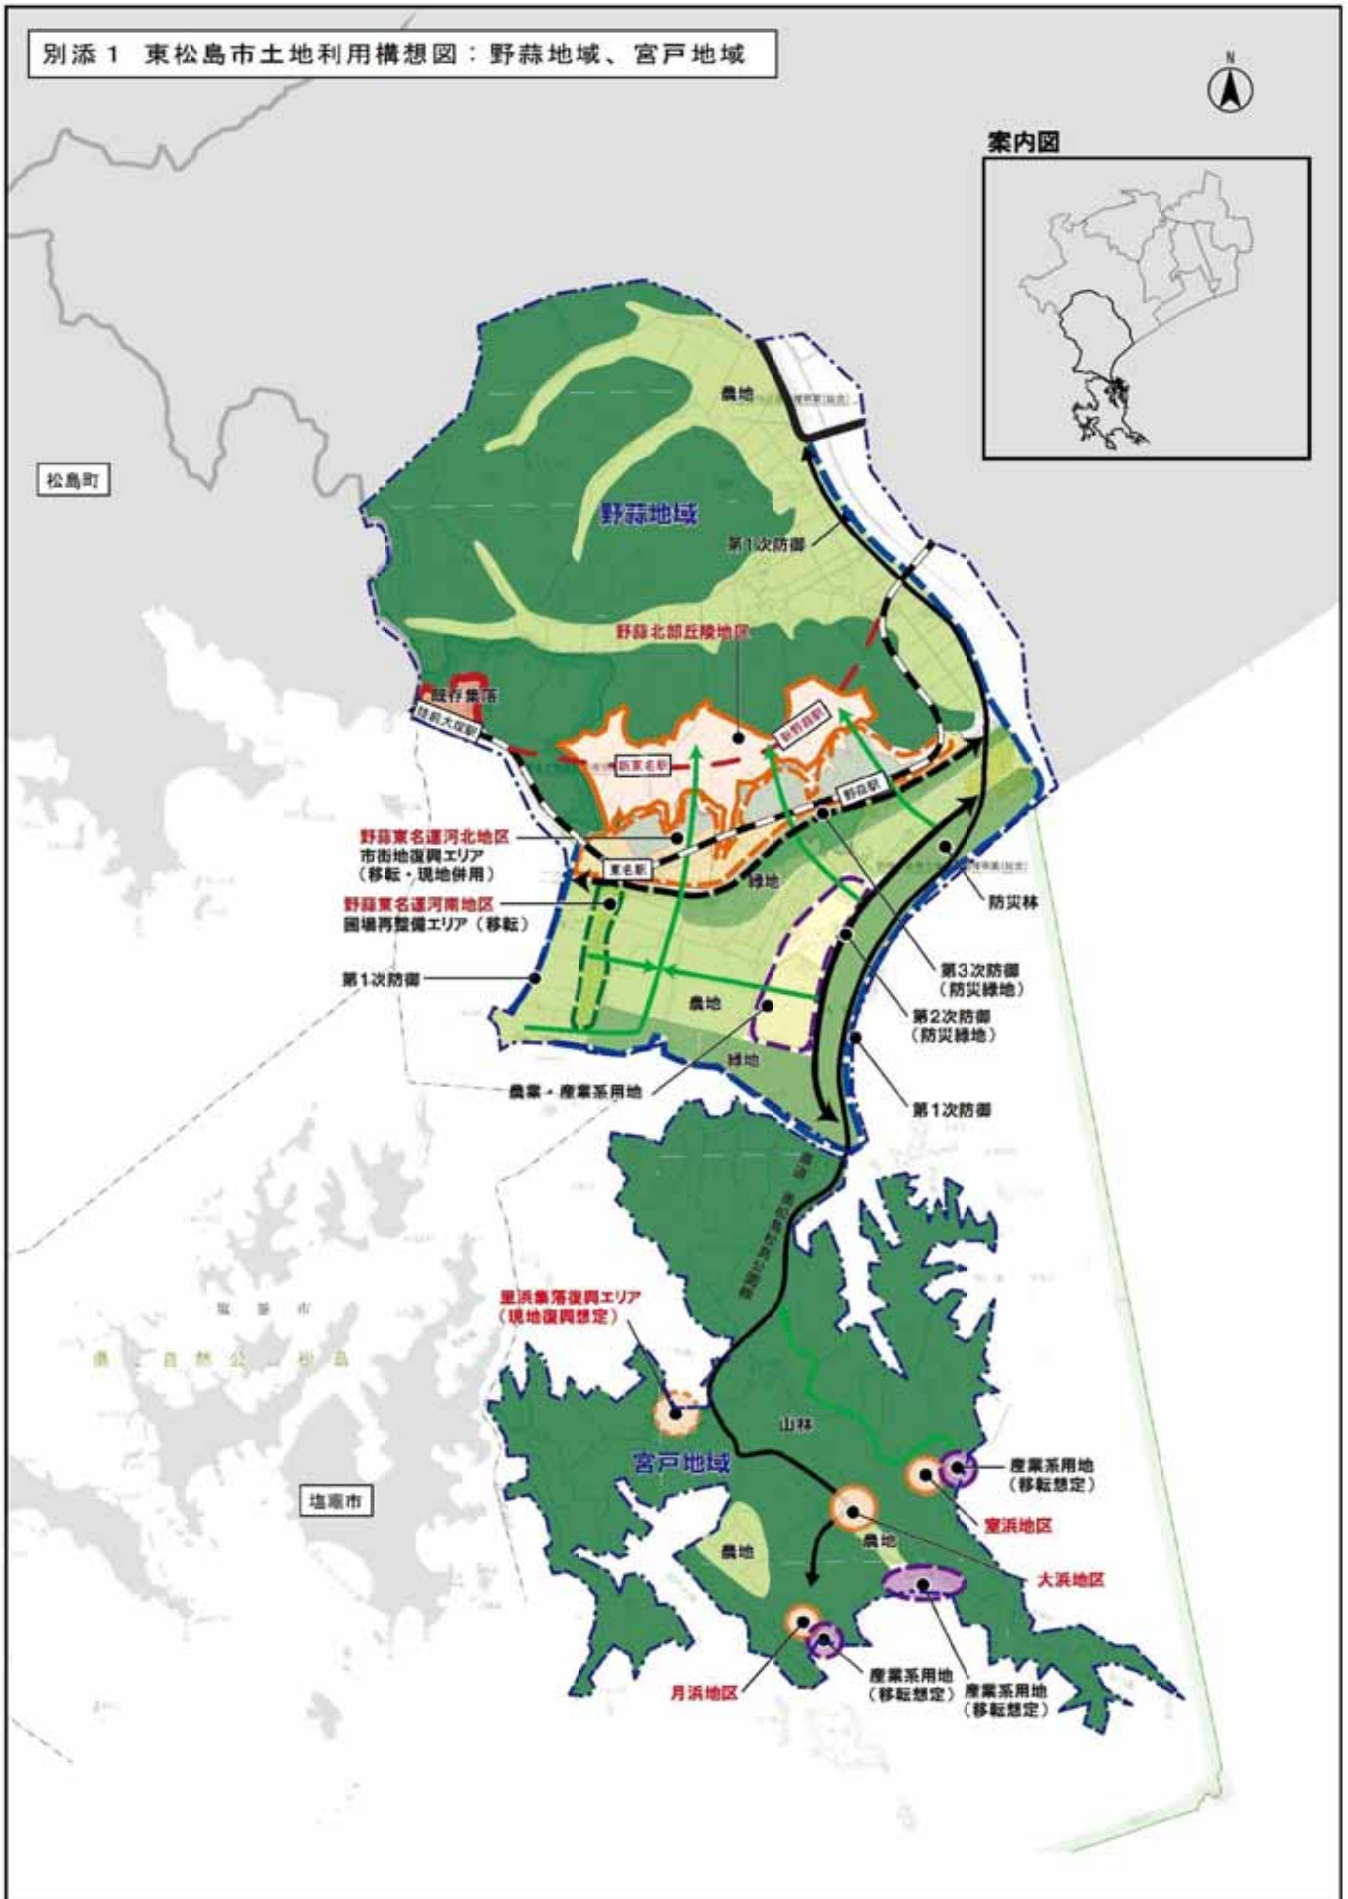 別添1 東松島市土地利用構想図：野蒜地域、宮戸地域
N
案内図
農地
松島町
野蒜地域
第1次防御
野蒜北部丘陵地区
既存集落
陸前大塚駅
新野蒜駅
新東名駅
野蒜駅
野蒜東名運河北地区
市街地復興エリア
（移転・現地併用）
東名駅
緑地
野蒜東名運河南地区
圃場再整備エリア（移転）
防災林
第1次防御
第3次防御
（防災緑地）
農地
第2次防御
（防災緑地）
緑地
農業・産業系用地
第1次防御
里浜集落復興エリア
（現地復興想定）
塩竈市
山林
宮戸地域
産業系用地
（移転想定）
塩竈市
室浜地区
農地
農地
大浜地区
産業系用地
（移転想定）
産業系用地
（移転想定）
月浜地区